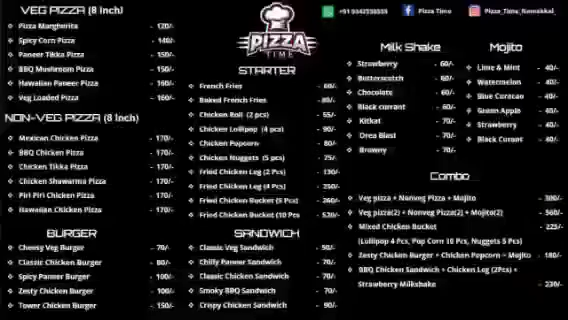 VEG PIZZA (8 inch)
❖ Pizza Margherita - 120/-
❖ Spicy Corn Pizza - 140/-
❖ Paneer Tikka Pizza - 150/-
❖ BBQ Mushroom Pizza - 150/-
❖ Hawaiian Paneer Pizza - 160/-
❖ Veg Loaded Pizza - 160/-
NON-VEG PIZZA (8 inch)
❖ Mexican Chicken Pizza - 170/-
❖ BBQ Chicken Pizza - 170/-
❖ Chicken Tikka Pizza - 170/-
❖ Chicken Shawarma Pizza - 170/-
❖ Piri Piri Chicken Pizza - 170/-
❖ Hawaiian Chicken Pizza - 170/-
BURGER
❖ Cheesy Veg Burger - 70/-
❖ Classic Chicken Burger - 80/-
❖ Spicy Paneer Burger - 100/-
❖ Zesty Chicken Burger - 100/-
❖ Tower Chicken Burger - 150/-
PIZZA
TIME
STARTER
❖ French Fries - 60/-
❖ Baked French Fries - 80/-
❖ Chicken Roll (2 pcs) - 55/-
❖ Chicken Lollipop (4 pcs) - 90/-
❖ Chicken Popcorn - 80/-
❖ Chicken Nuggets (5 pcs) - 75/-
❖ Fried Chicken Leg (2 Pcs) - 130/-
❖ Fried Chicken Leg (4 Pcs) - 250/-
❖ Fried Chicken Bucket (5 Pcs) - 260/-
❖ Fried Chicken Bucket (10 Pcs - 520/-
SANDWICH
❖ Classic Veg Sandwich - 50/-
❖ Chilly Panner Sandwich - 70/-
❖ Classic Chicken Sandwich - 70/-
❖ Smoky BBQ Sandwich - 90/-
❖ Crispy Chicken Sandwich - 90/-
Pizza Time
Pizza_Time_Namakkal_
Milk Shake
❖ Strawberry - 60/-
❖ Butterscotch - 60/-
❖ Chocolate - 60/-
❖ Black currant - 60/-
❖ Kitkat - 70/-
❖ Orea Blast - 70/-
❖ Browny - 70/-
Mojito
❖ Lime & Mint - 40/-
❖ Watermelon - 40/-
❖ Blue Curacao - 40/-
❖ Green Apple - 40/-
❖ Strawberry - 40/-
❖ Black Currant - 40/-
Combo
❖ Veg pizza + Nonveg Pizza + Mojito - 300/-
❖ Veg pizza(2) + Nonveg Pizza(2) + Mojito(2) - 560/-
❖ Mixed Chicken Bucket - 225/-
(Lollipop 4 Pcs, Pop Corn 10 Pcs, Nuggets 5 Pcs)
❖ Zesty Chicken Burger + Chicken Popcorn + Mojito - 180/-
❖ BBQ Chicken Sandwich + Chicken Leg (2Pcs) +
Strawberry Milkshake - 230/-